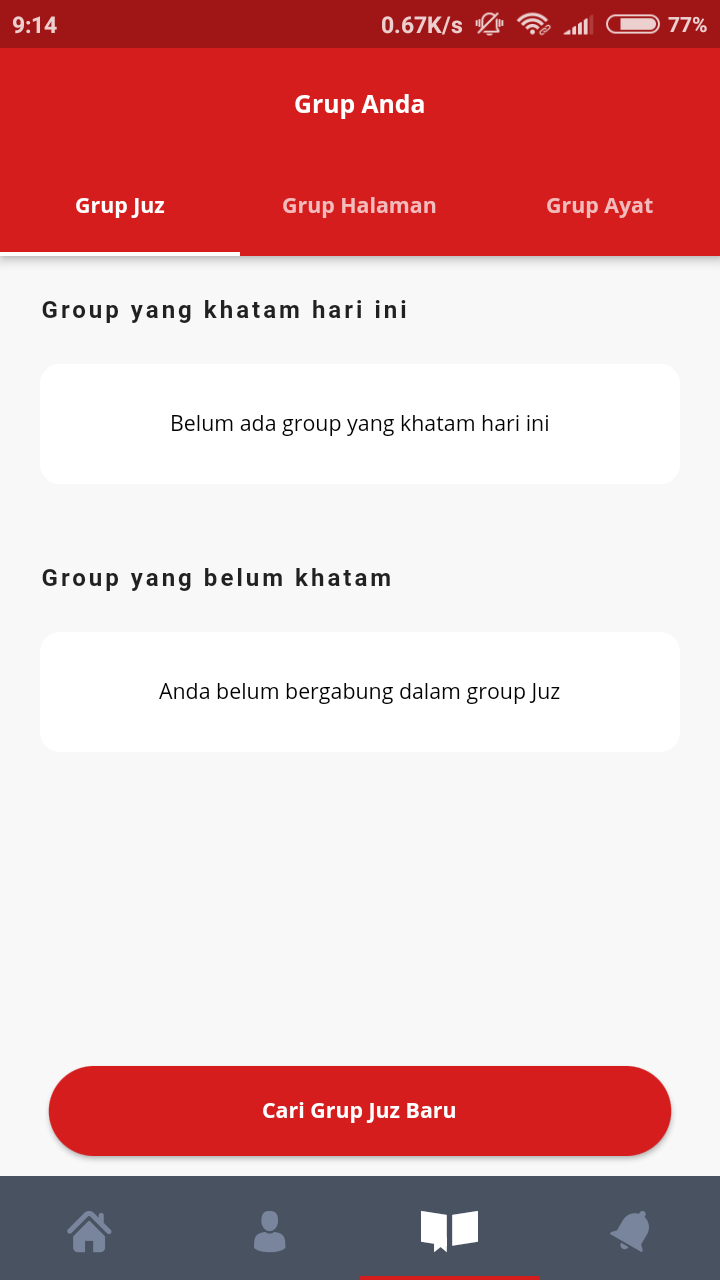 9:14 0.67K/s 77%
Grup Anda
Grup Juz Grup Halaman Grup Ayat
Group yang khatam hari ini
Belum ada group yang khatam hari ini
Group yang belum khatam
Anda belum bergabung dalam group Juz
Cari Grup Juz Baru